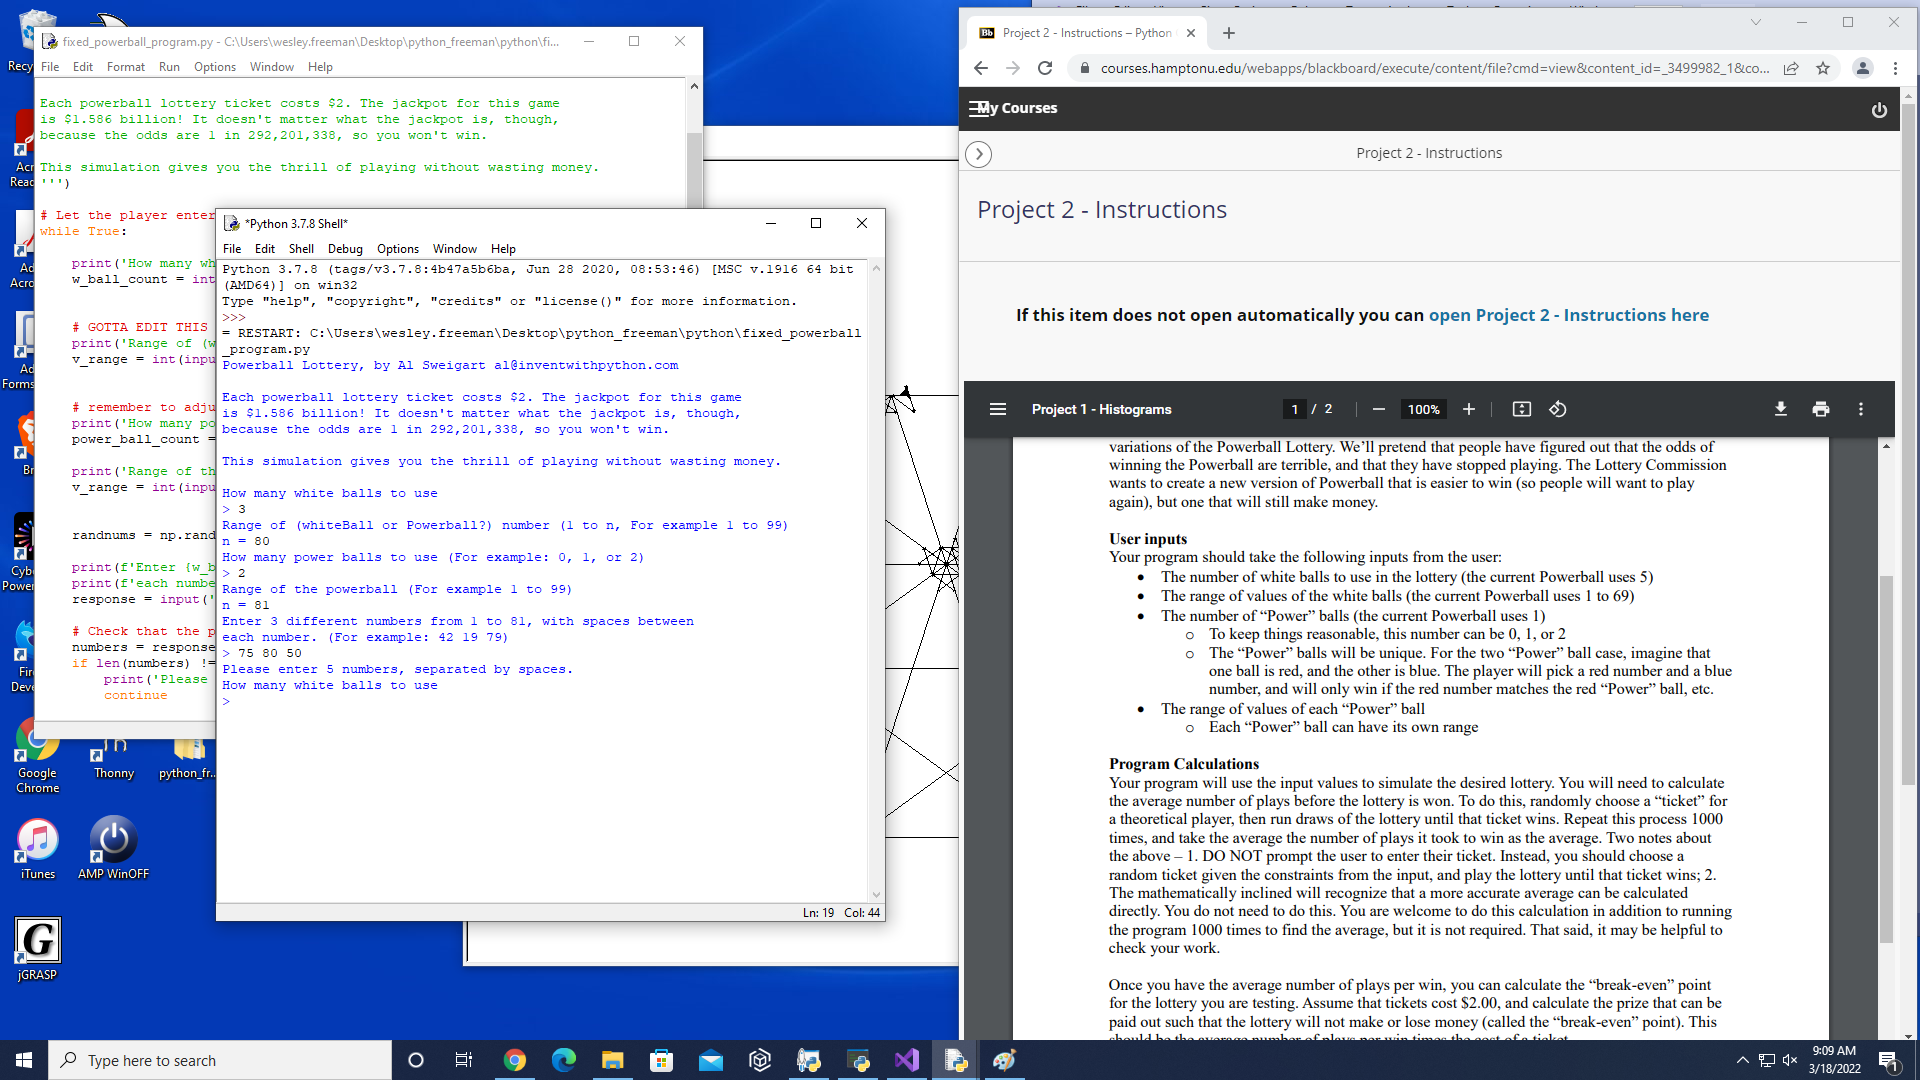 Recy
Acr
Read
Ad
Acro
Ad
Forms
Br
Cyb
Power
Fir
Deve
Google
Chrome
Thonny
python_fr...
iTunes
AMP WinOFF
jGRASP
fixed_powerball_program.py - C:\Users\wesley.freeman\Desktop\python_freeman\python\fi...
File Edit Format Run Options Window Help
Each powerball lottery ticket costs $2. The jackpot for this game
is $1.586 billion! It doesn't matter what the jackpot is, though,
because the odds are 1 in 292,201,338, so you won't win.
This simulation gives you the thrill of playing without wasting money.
''')
# Let the player enter
while True:
print('How many wh
w_ball_count = int
# GOTTA EDIT THIS
print('Range of (w
v_range = int(inpu
# remember to adju
print('How many po
power_ball_count =
print('Range of th
v_range = int(inpu
randnums = np.rand
print(f'Enter {w_b
print(f'each numbe
response = input('
# Check that the p
numbers = response
if len(numbers) !=
print('Please
continue
*Python 3.7.8 Shell*
File Edit Shell Debug Options Window Help
Python 3.7.8 (tags/v3.7.8:4b47a5b6ba, Jun 28 2020, 08:53:46) [MSC v.1916 64 bit
(AMD64)] on win32
Type "help", "copyright", "credits" or "license()" for more information.
>>>
= RESTART: C:\Users\wesley.freeman\Desktop\python_freeman\python\fixed_powerball
_program.py
Powerball Lottery, by Al Sweigart al@inventwithpython.com
Each powerball lottery ticket costs $2. The jackpot for this game
is $1.586 billion! It doesn't matter what the jackpot is, though,
because the odds are 1 in 292,201,338, so you won't win.
This simulation gives you the thrill of playing without wasting money.
How many white balls to use
> 3
Range of (whiteBall or Powerball?) number (1 to n, For example 1 to 99)
n = 80
How many power balls to use (For example: 0, 1, or 2)
> 2
Range of the powerball (For example 1 to 99)
n = 81
Enter 3 different numbers from 1 to 81, with spaces between
each number. (For example: 42 19 79)
> 75 80 50
Please enter 5 numbers, separated by spaces.
How many white balls to use
>
Ln: 19 Col: 44
Bb Project 2 - Instructions – Python
courses.hamptonu.edu/webapps/blackboard/execute/content/file?cmd=view&content_id=_3499982_1&co...
My Courses
Project 2 - Instructions
Project 2 - Instructions
If this item does not open automatically you can open Project 2 - Instructions here
Project 1 - Histograms 1 / 2 100%
variations of the Powerball Lottery. We’ll pretend that people have figured out that the odds of
winning the Powerball are terrible, and that they have stopped playing. The Lottery Commission
wants to create a new version of Powerball that is easier to win (so people will want to play
again), but one that will still make money.
User inputs
Your program should take the following inputs from the user:
• The number of white balls to use in the lottery (the current Powerball uses 5)
• The range of values of the white balls (the current Powerball uses 1 to 69)
• The number of “Power” balls (the current Powerball uses 1)
o To keep things reasonable, this number can be 0, 1, or 2
o The “Power” balls will be unique. For the two “Power” ball case, imagine that
one ball is red, and the other is blue. The player will pick a red number and a blue
number, and will only win if the red number matches the red “Power” ball, etc.
• The range of values of each “Power” ball
o Each “Power” ball can have its own range
Program Calculations
Your program will use the input values to simulate the desired lottery. You will need to calculate
the average number of plays before the lottery is won. To do this, randomly choose a “ticket” for
a theoretical player, then run draws of the lottery until that ticket wins. Repeat this process 1000
times, and take the average the number of plays it took to win as the average. Two notes about
the above – 1. DO NOT prompt the user to enter their ticket. Instead, you should choose a
random ticket given the constraints from the input, and play the lottery until that ticket wins; 2.
The mathematically inclined will recognize that a more accurate average can be calculated
directly. You do not need to do this. You are welcome to do this calculation in addition to running
the program 1000 times to find the average, but it is not required. That said, it may be helpful to
check your work.
Once you have the average number of plays per win, you can calculate the “break-even” point
for the lottery you are testing. Assume that tickets cost $2.00, and calculate the prize that can be
paid out such that the lottery will not make or lose money (called the “break-even” point). This
should be the average number of plays per win times the cost of a ticket.
Type here to search
9:09 AM
3/18/2022
1